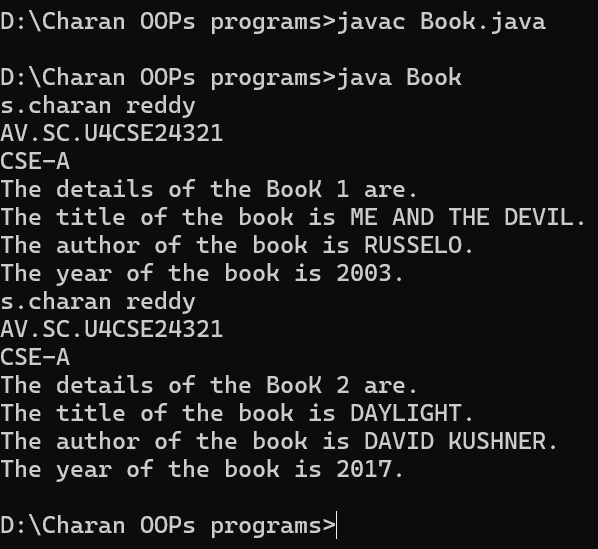 D:\Charan OOPs programs>javac Book.java
D:\Charan OOPs programs>java Book
s.charan reddy
AV.SC.U4CSE24321
CSE-A
The details of the BooK 1 are.
The title of the book is ME AND THE DEVIL.
The author of the book is RUSSELO.
The year of the book is 2003.
s.charan reddy
AV.SC.U4CSE24321
CSE-A
The details of the BooK 2 are.
The title of the book is DAYLIGHT.
The author of the book is DAVID KUSHNER.
The year of the book is 2017.
D:\Charan OOPs programs>